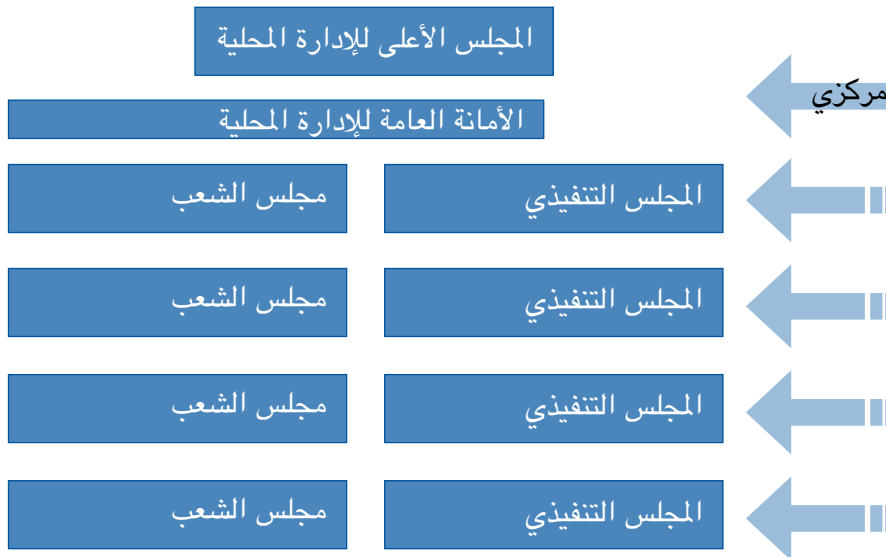 المجلس الأعلى للإدارة المحلية
مركزي
الأمانة العامة للإدارة المحلية
المجلس التنفيذي
مجلس الشعب
المجلس التنفيذي
مجلس الشعب
المجلس التنفيذي
مجلس الشعب
المجلس التنفيذي
مجلس الشعب